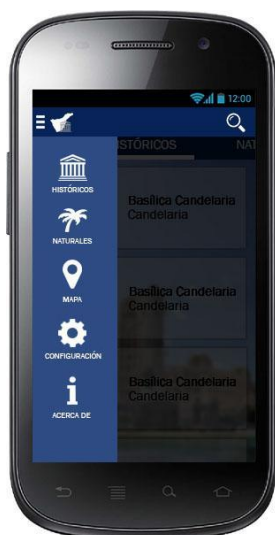 12:00
HISTÓRICOS
NATURALES
MAPA
CONFIGURACIÓN
ACERCA DE
ISTÓRICOS
NAT
Basílica Candelaria
Candelaria
Basílica Candelaria
Candelaria
Basílica Candelaria
Candelaria